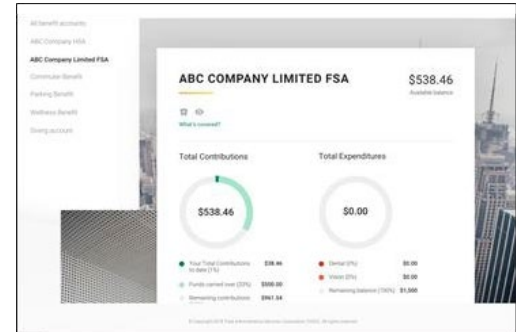 All benefit accounts
ABC Company HSA
ABC Company Limited FSA
Commuter Benefit
Parking Benefit
Wellness Benefit
Giving account
ABC COMPANY LIMITED FSA
$538.46
Available balance
What's covered?
Total Contributions
Total Expenditures
$538.46
$0.00
Your Total Contributions to date (1%) $38.46
Funds carried over (33%) $500.00
Remaining contributions $961.54
Dental (0%) $0.00
Vision (0%) $0.00
Remaining balance (100%) $1,000